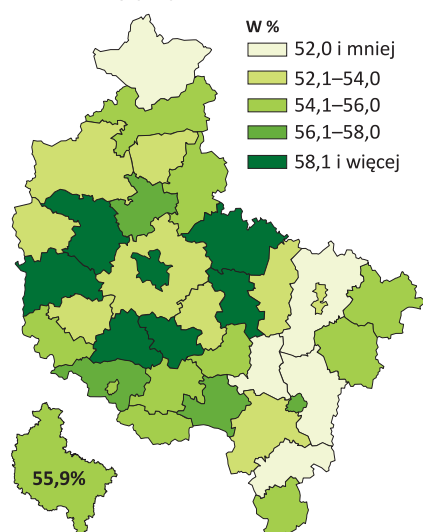 W %
52,0 i mniej
52,1–54,0
54,1–56,0
56,1–58,0
58,1 i więcej
55,9%